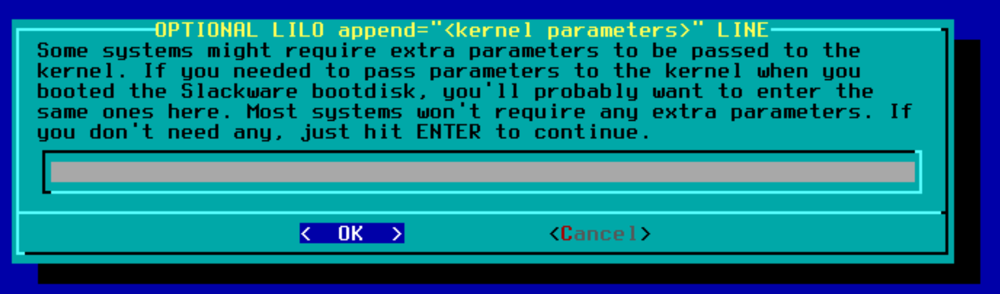 OPTIONAL LILO append="<kernel parameters>" LINE
Some systems might require extra parameters to be passed to the
kernel. If you needed to pass parameters to the kernel when you
booted the Slackware bootdisk, you'll probably want to enter the
same ones here. Most systems won't require any extra parameters. If
you don't need any, just hit ENTER to continue.
<  OK  > <Cancel>